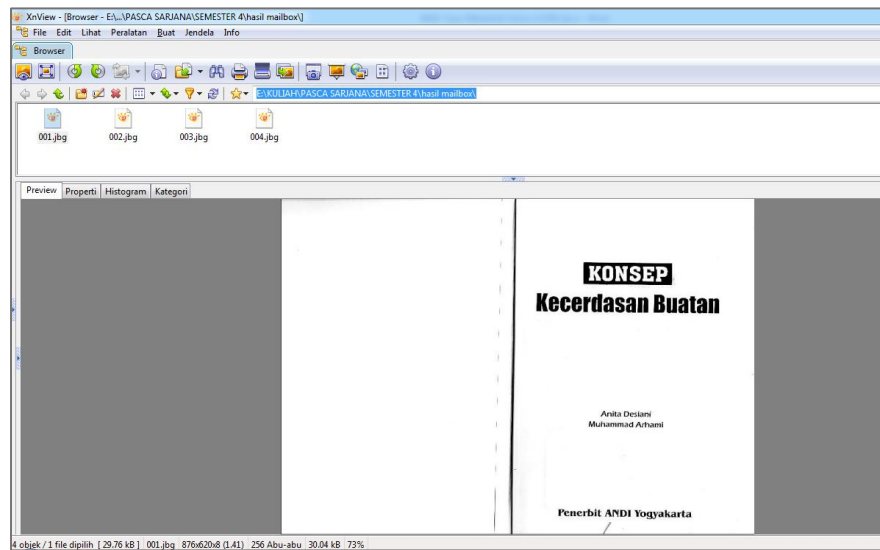 XnView - [Browser - E:\...\PASCA SARJANA\SEMESTER 4\hasil mailbox\]
File Edit Lihat Peralatan Buat Jendela Info
Browser
E:\KULIAH\PASCA SARJANA\SEMESTER 4\hasil mailbox\
001.jbg 002.jbg 003.jbg 004.jbg
Preview Properti Histogram Kategori
KONSEP
Kecerdasan Buatan
Anita Desiani
Muhammad Arhami
Penerbit ANDI Yogyakarta
4 objek / 1 file dipilih [ 29.76 kB ] 001.jbg 876x620x8 (1.41) 256 Abu-abu 30.04 kB 73%